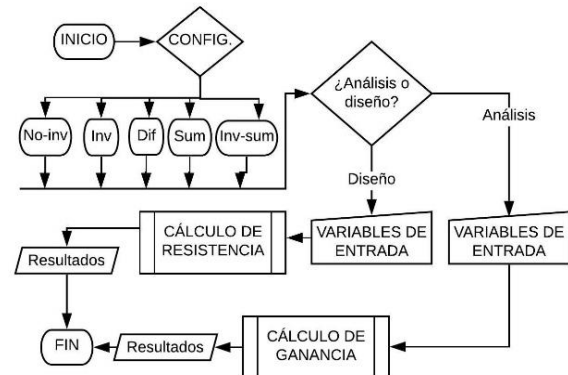 INICIO
CONFIG.
No-inv
Inv
Dif
Sum
Inv-sum
¿Análisis o
diseño?
Análisis
Diseño
VARIABLES DE
ENTRADA
VARIABLES DE
ENTRADA
CÁLCULO DE
RESISTENCIA
Resultados
FIN
Resultados
CÁLCULO DE
GANANCIA